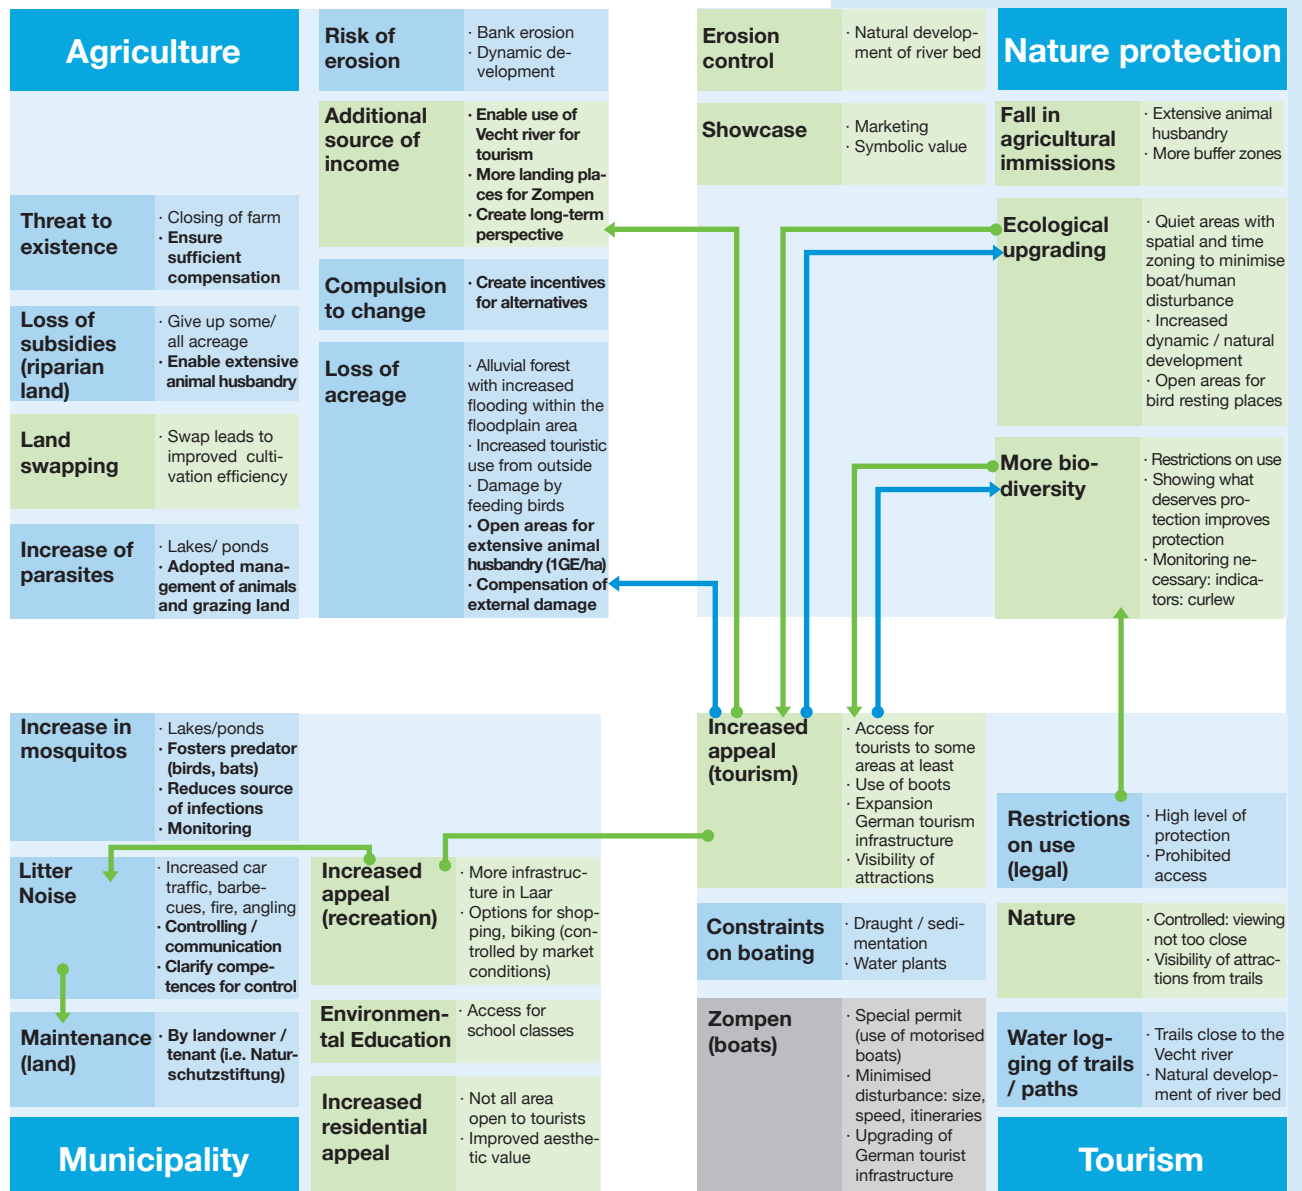 Agriculture
Risk of
erosion
· Bank erosion
· Dynamic de-
velopment
Additional
source of
income
· Enable use of
Vecht river for
tourism
· More landing pla-
ces for Zompen
· Create long-term
perspective
Threat to
existence
· Closing of farm
· Ensure
sufficient
compensation
Compulsion
to change
· Create incentives
for alternatives
Loss of
subsidies
(riparian
land)
· Give up some/
all acreage
· Enable extensive
animal husbandry
Loss of
acreage
· Alluvial forest
with increased
flooding within the
floodplain area
· Increased touristic
use from outside
· Damage by
feeding birds
· Open areas for
extensive animal
husbandry (1GE/ha)
· Compensation of
external damage
Land
swapping
· Swap leads to
improved culti-
vation efficiency
Increase of
parasites
· Lakes/ ponds
· Adopted mana-
gement of animals
and grazing land
Erosion
control
· Natural develop-
ment of river bed
Nature protection
Showcase
· Marketing
· Symbolic value
Fall in
agricultural
immissions
· Extensive animal
husbandry
· More buffer zones
Ecological
upgrading
· Quiet areas with
spatial and time
zoning to minimise
boat/human
disturbance
· Increased
dynamic / natural
development
· Open areas for
bird resting places
More bio-
diversity
· Restrictions on use
· Showing what
deserves pro-
tection improves
protection
· Monitoring ne-
cessary: indica-
tors: curlew
Increase in
mosquitos
· Lakes/ponds
· Fosters predator
(birds, bats)
· Reduces source
of infections
· Monitoring
Litter
Noise
· Increased car
traffic, barbe-
cues, fire, angling
· Controlling /
communication
· Clarify compe-
tences for control
Increased
appeal
(recreation)
· More infrastruc-
ture in Laar
· Options for shop-
ping, biking (con-
trolled by market
conditions)
Maintenance
(land)
· By landowner /
tenant (i.e. Natur-
schutzstiftung)
Environmen-
tal Education
· Access for
school classes
Increased
residential
appeal
· Not all area
open to tourists
· Improved aesthe-
tic value
Municipality
Increased
appeal
(tourism)
· Access for
tourists to some
areas at least
· Use of boots
· Expansion
German tourism
infrastructure
· Visibility of
attractions
Restrictions
on use
(legal)
· High level of
protection
· Prohibited
access
Constraints
on boating
· Draught / sedi-
mentation
· Water plants
Nature
· Controlled: viewing
not too close
· Visibility of attrac-
tions from trails
Zompen
(boats)
· Special permit
(use of motorised
boats)
· Minimised
disturbance: size,
speed, itineraries
· Upgrading of
German tourist
infrastructure
Water log-
ging of trails
/ paths
· Trails close to the
Vecht river
· Natural develop-
ment of river bed
Tourism